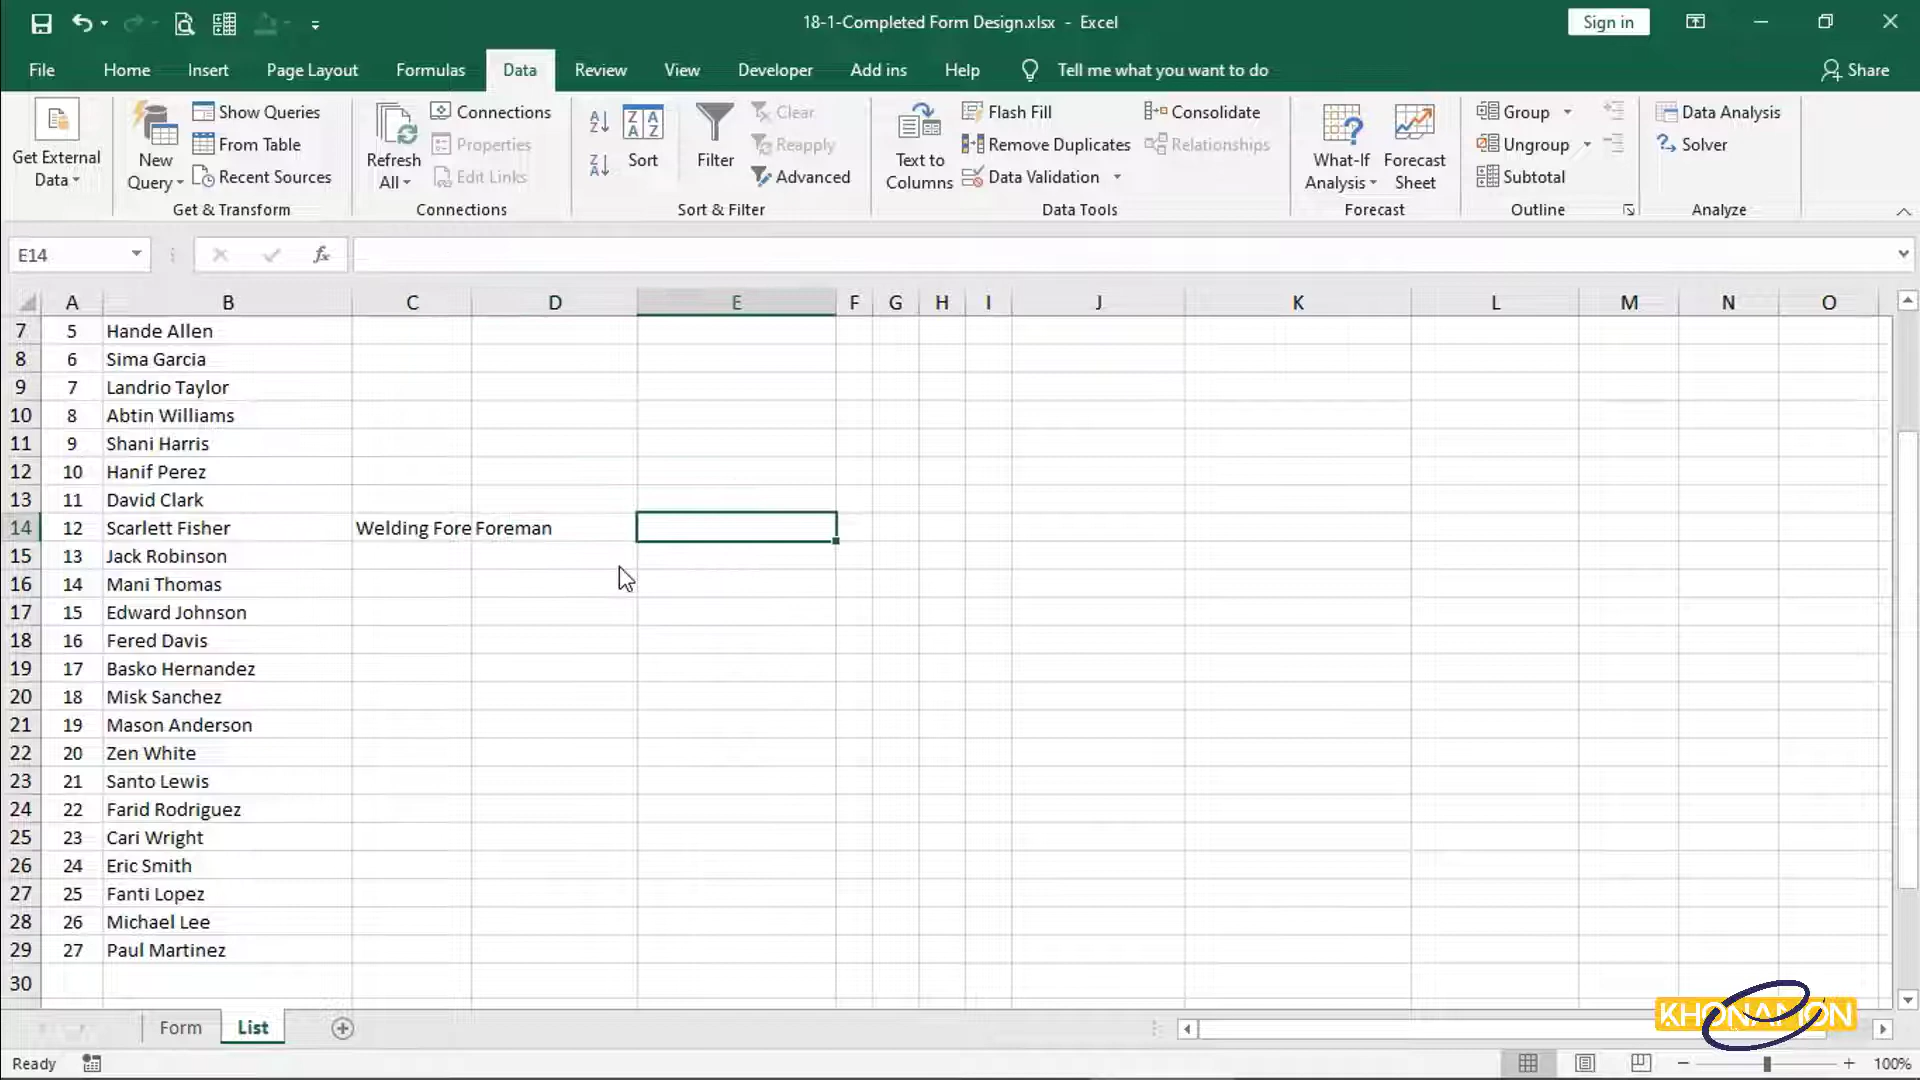 18-1-Completed Form Design.xlsx - Excel
Sign in
File Home Insert Page Layout Formulas Data Review View Developer Add ins Help Tell me what you want to do Share
Get External Data
New Query
Show Queries
From Table
Recent Sources
Get & Transform
Refresh All
Connections
Properties
Edit Links
Connections
Sort
Filter
Clear
Reapply
Advanced
Sort & Filter
Text to Columns
Flash Fill
Remove Duplicates
Data Validation
Consolidate
Relationships
Data Tools
What-If Analysis
Forecast Sheet
Forecast
Group
Ungroup
Subtotal
Outline
Data Analysis
Solver
Analyze
E14
fx
A B C D E F G H I J K L M N O
7 5 Hande Allen
8 6 Sima Garcia
9 7 Landrio Taylor
10 8 Abtin Williams
11 9 Shani Harris
12 10 Hanif Perez
13 11 David Clark
14 12 Scarlett Fisher Welding Fore Foreman
15 13 Jack Robinson
16 14 Mani Thomas
17 15 Edward Johnson
18 16 Fered Davis
19 17 Basko Hernandez
20 18 Misk Sanchez
21 19 Mason Anderson
22 20 Zen White
23 21 Santo Lewis
24 22 Farid Rodriguez
25 23 Cari Wright
26 24 Eric Smith
27 25 Fanti Lopez
28 26 Michael Lee
29 27 Paul Martinez
30
Form List
KHONAMON
Ready
100%